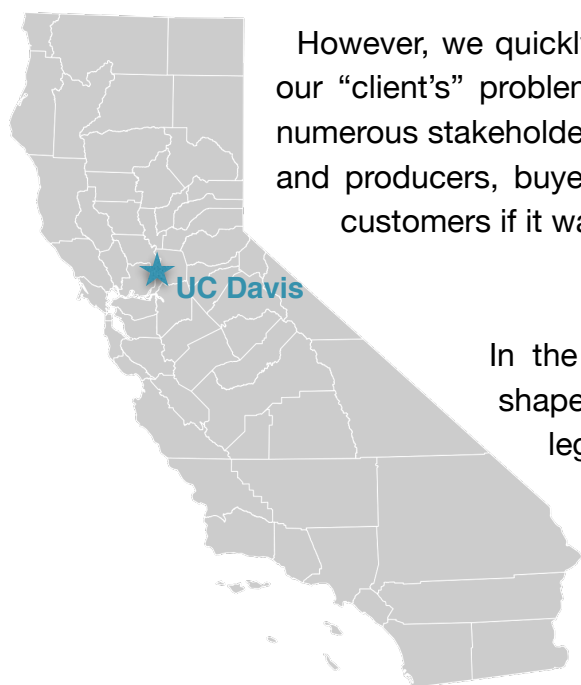 However, we quickly
our “client’s” problem
numerous stakeholde
and producers, buye
customers if it wa
UC Davis
In the
shape
leg